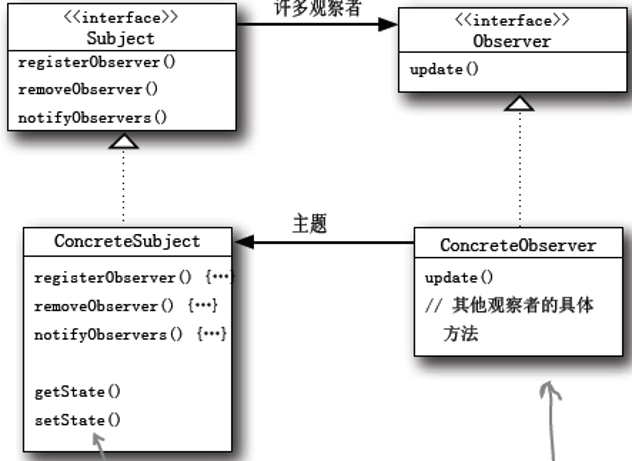 <<interface>>
Subject
registerObserver()
removeObserver()
notifyObservers()
许多观察者
<<interface>>
Observer
update()
ConcreteSubject
registerObserver() {…}
removeObserver() {…}
notifyObservers() {…}
getState()
setState()
主题
ConcreteObserver
update()
// 其他观察者的具体
方法